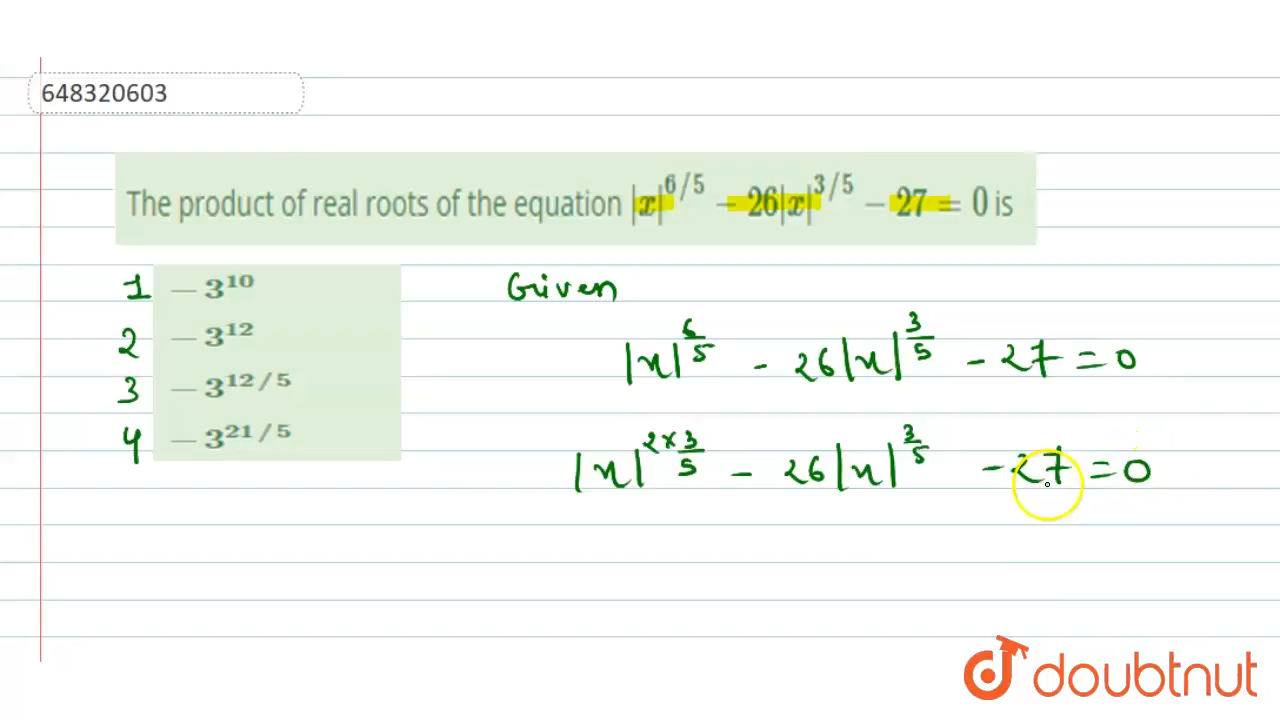 648320603
The product of real roots of the equation |x|^{6/5} − 26|x|^{3/5} − 27 = 0 is
1 − 3^{10}
2 − 3^{12}
3 − 3^{12/5}
4 − 3^{21/5}
Given
|x|^{6/5} - 26|x|^{3/5} - 27 = 0
|x|^{2×3/5} - 26|x|^{3/5} - 27 = 0
doubtnut